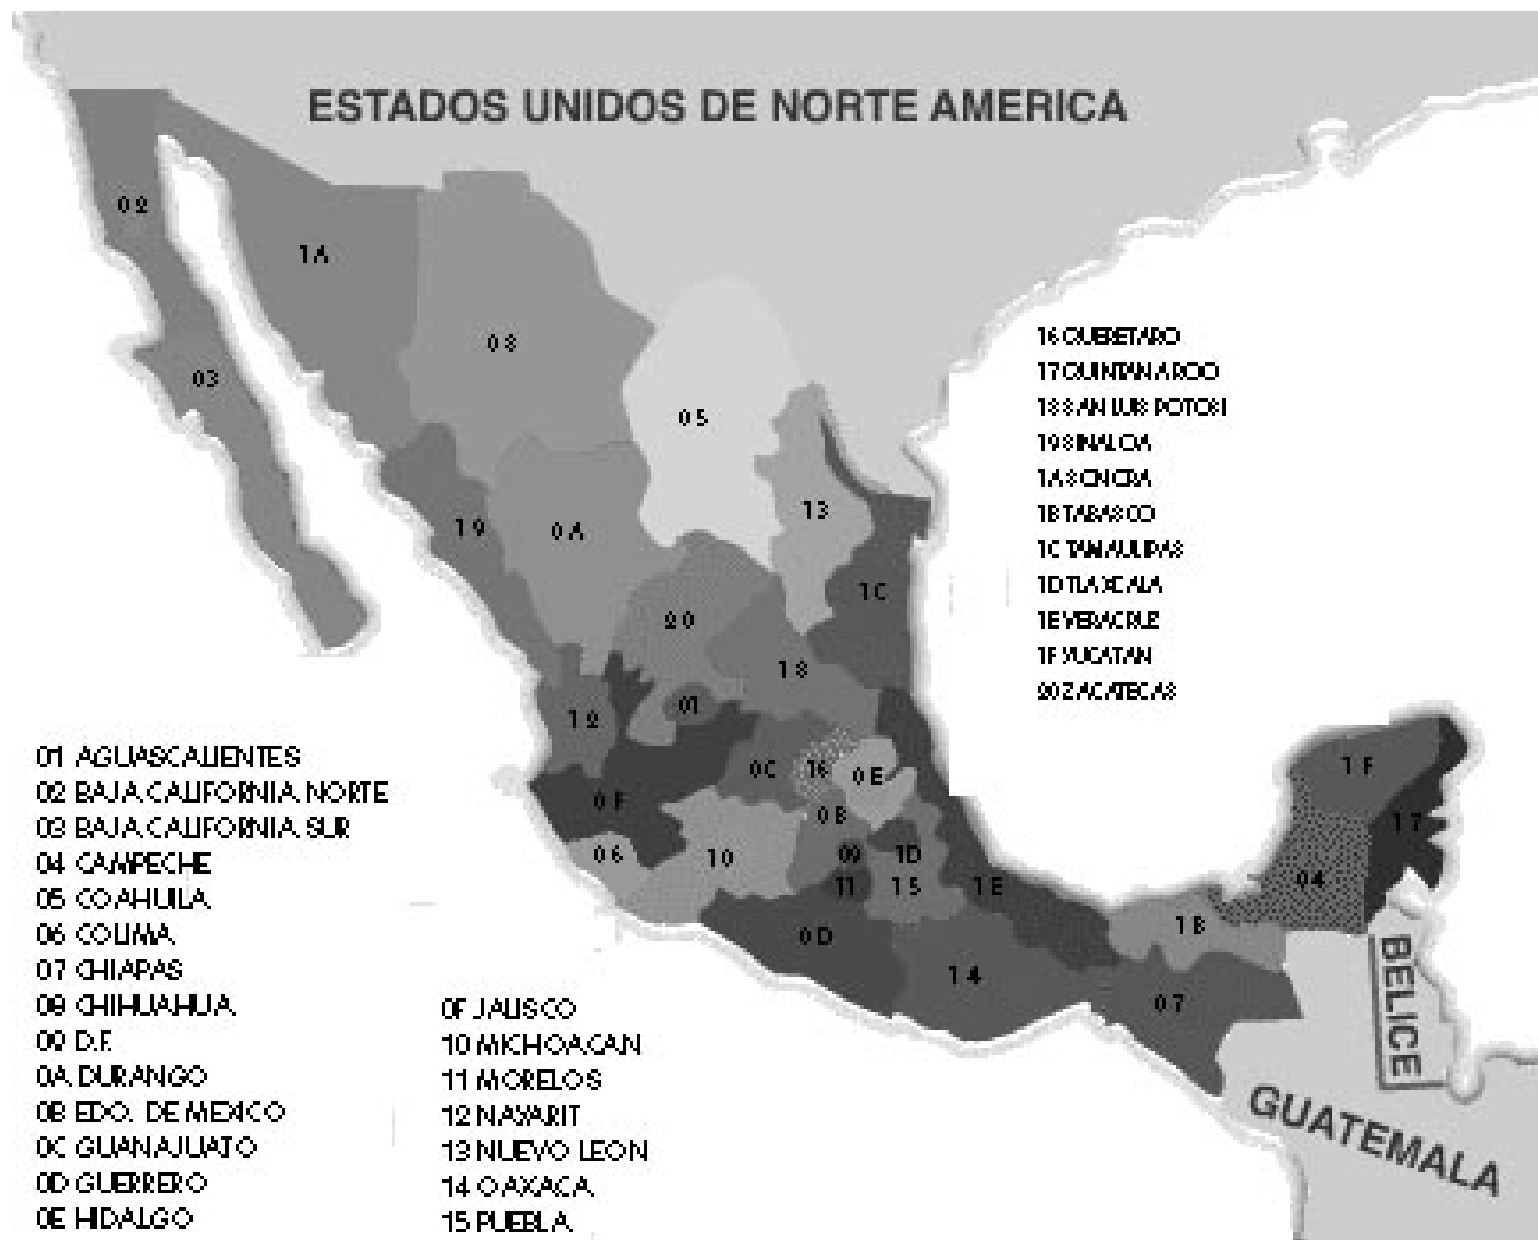 ESTADOS UNIDOS DE NORTE AMERICA
02
1A
08
03
05
13
19
0A
1C
20
18
01
12
0C
16
0E
0F
0B
06
10
09
1D
11
15
1E
0D
14
1F
17
04
1B
07
BELICE
GUATEMALA
16 QUERETARO
17 QUINTANA ROO
18 SAN LUIS POTOSI
19 SINALOA
1A SONORA
1B TABASCO
1C TAMAULIPAS
1D TLAXCALA
1E VERACRUZ
1F YUCATAN
20 ZACATECAS
01 AGUASCALIENTES
02 BAJA CALIFORNIA NORTE
03 BAJA CALIFORNIA SUR
04 CAMPECHE
05 COAHUILA
06 COLIMA
07 CHIAPAS
08 CHIHUAHUA
09 D.F.
0A DURANGO
0B EDO. DE MEXICO
0C GUANAJUATO
0D GUERRERO
0E HIDALGO
0F JALISCO
10 MICHOACAN
11 MORELOS
12 NAYARIT
13 NUEVO LEON
14 OAXACA
15 PUEBLA